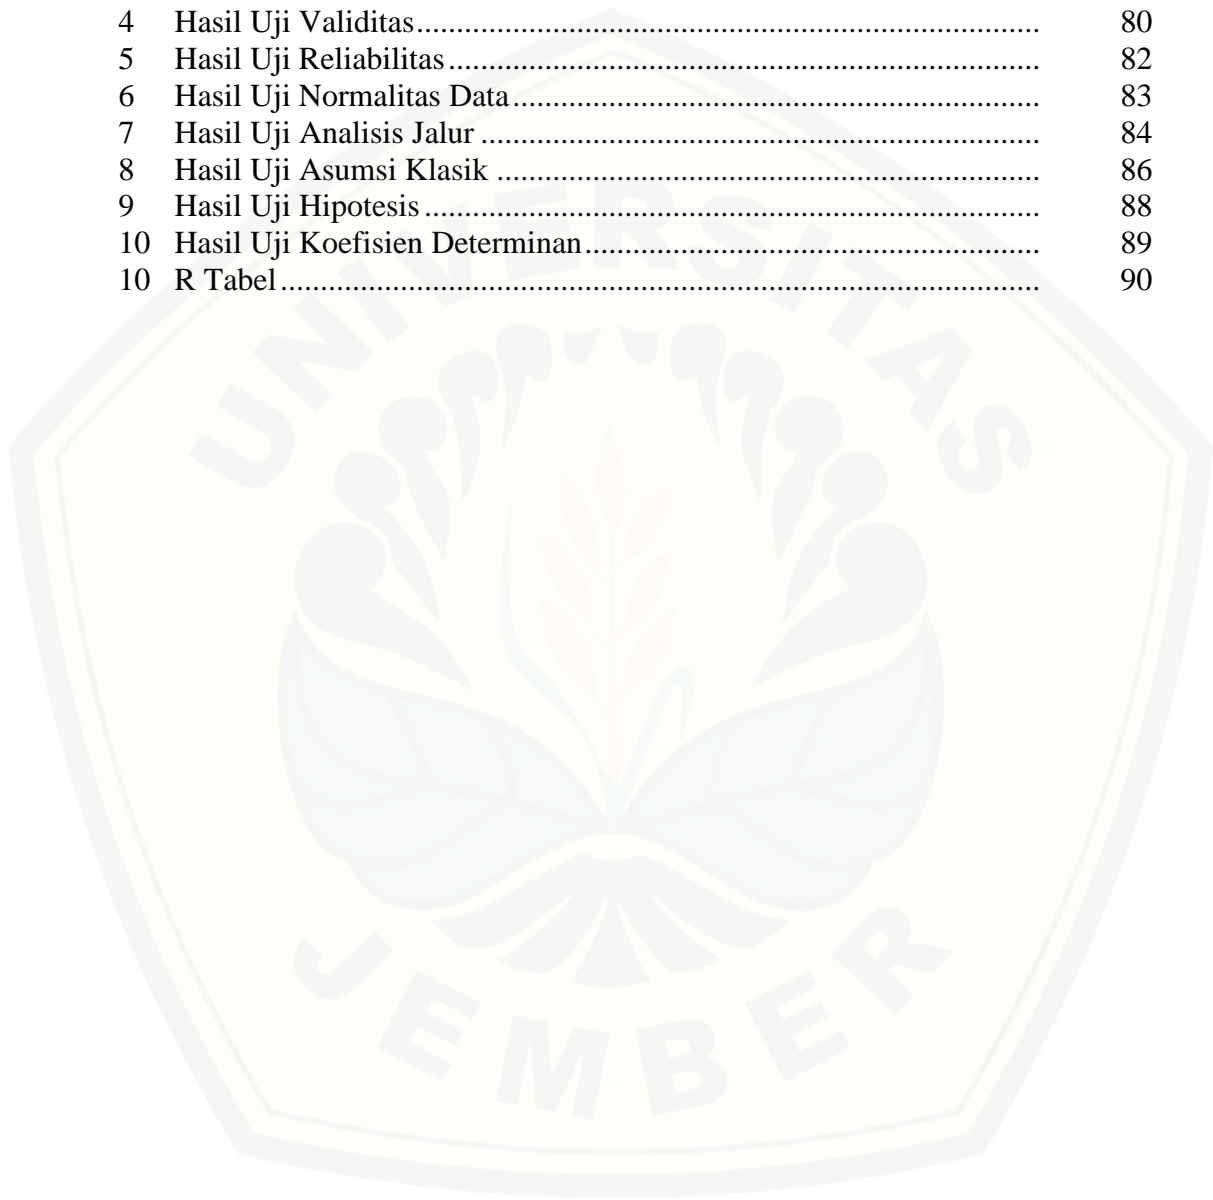 4 Hasil Uji Validitas........................................................................... 80
5 Hasil Uji Reliabilitas....................................................................... 82
6 Hasil Uji Normalitas Data............................................................... 83
7 Hasil Uji Analisis Jalur ................................................................... 84
8 Hasil Uji Asumsi Klasik ................................................................. 86
9 Hasil Uji Hipotesis.......................................................................... 88
10 Hasil Uji Koefisien Determinan...................................................... 89
10 R Tabel............................................................................................ 90
UNIVERSITAS
JEMBER